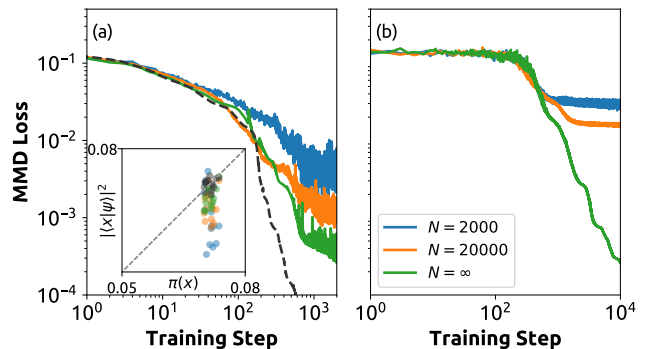 (a)
(b)
MMD Loss
10⁻¹
10⁻²
10⁻³
10⁻⁴
0.08
|⟨x|ψ⟩|²
0.05
π(x)
0.08
N = 2000
N = 20000
N = ∞
10⁰
10¹
10²
10³
10⁰
10²
10⁴
Training Step
Training Step